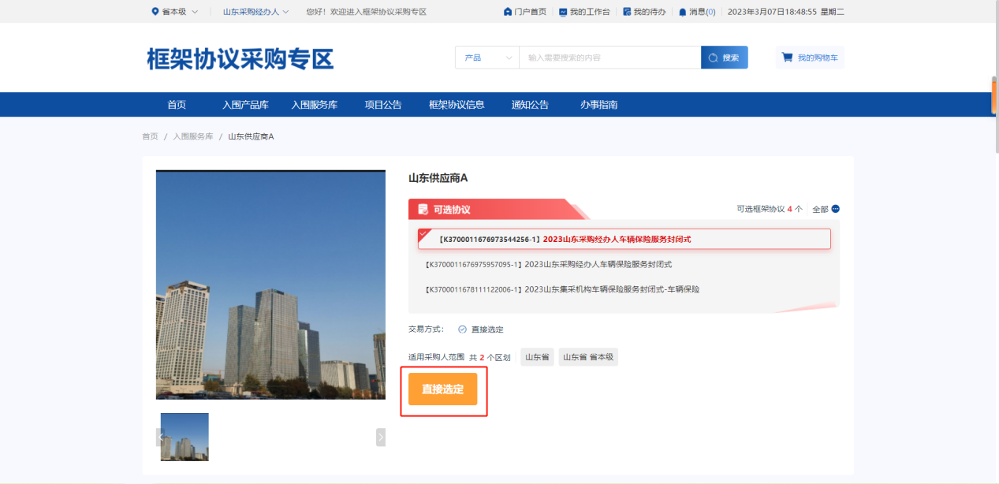 省本级 山东采购经办人 您好！欢迎进入框架协议采购专区 门户首页 我的工作台 我的待办 消息(0) 2023年3月07日18:48:55 星期二
框架协议采购专区 产品 输入需要搜索的内容 搜索 我的购物车
首页 入围产品库 入围服务库 项目公告 框架协议信息 通知公告 办事指南
首页 / 入围服务库 / 山东供应商A
山东供应商A
可选协议 可选框架协议 4 个 全部
【K3700011676973544256-1】2023山东采购经办人车辆保险服务封闭式
【K3700011676975957095-1】2023山东采购经办人车辆保险服务封闭式
【K3700011678111122006-1】2023山东集采机构车辆保险服务封闭式-车辆保险
交易方式： 直接选定
适用采购人范围 共 2 个区划 山东省 山东省 省本级
直接选定